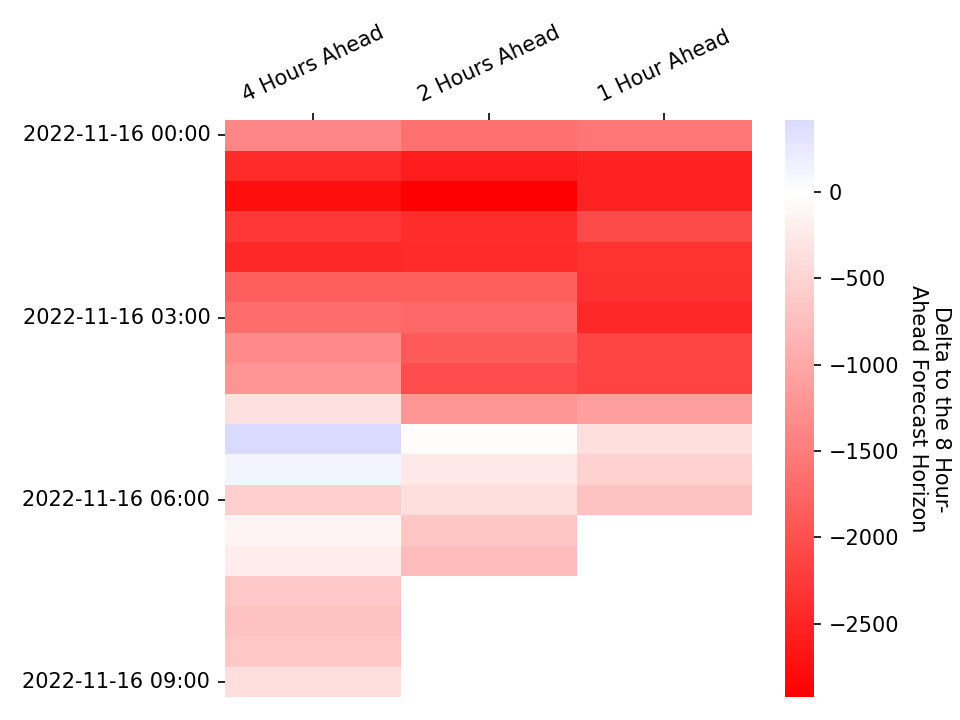 4 Hours Ahead
2 Hours Ahead
1 Hour Ahead
2022-11-16 00:00
2022-11-16 03:00
2022-11-16 06:00
2022-11-16 09:00
0
−500
−1000
−1500
−2000
−2500
Delta to the 8 Hour-
Ahead Forecast Horizon